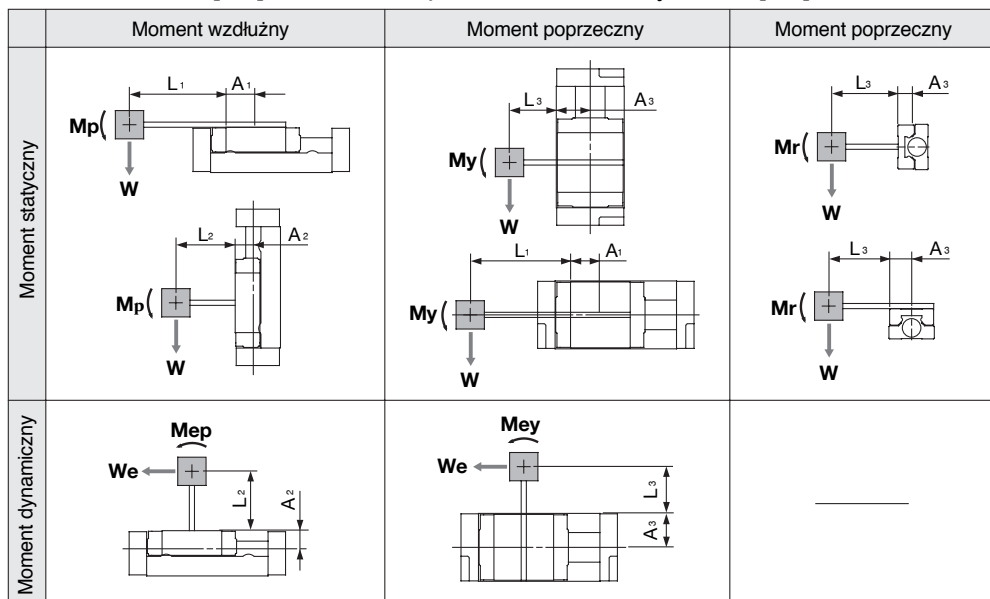 Moment wzdłużny
Moment poprzeczny
Moment poprzeczny
Moment statyczny
L1
A1
Mp
W
L2
A2
Mp
W
L3
A3
My
W
L1
A1
My
W
L3
A3
Mr
W
L3
A3
Mr
W
Moment dynamiczny
Mep
We
L2
A2
Mey
We
L3
A3